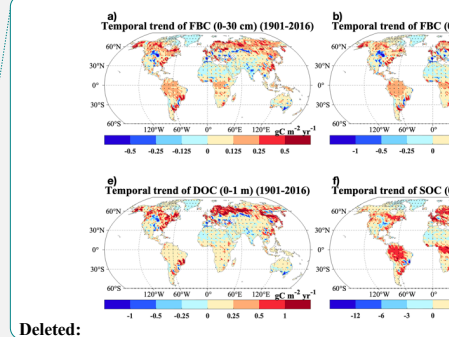 a)
Temporal trend of FBC (0-30 cm) (1901-2016)
60°N
30°N
0°
30°S
60°S
120°W 60°W 0° 60°E 120°E
gC m⁻² yr⁻¹
-0.5 -0.25 -0.125 0 0.125 0.25 0.5
b)
Temporal trend of FBC (0
60°N
30°N
0°
30°S
60°S
120°W 60°W 0°
-1 -0.5 -0.25 0
e)
Temporal trend of DOC (0-1 m) (1901-2016)
60°N
30°N
0°
30°S
60°S
120°W 60°W 0° 60°E 120°E
gC m⁻² yr⁻¹
-1 -0.5 -0.25 0 0.25 0.5 1
f)
Temporal trend of SOC (0
60°N
30°N
0°
30°S
60°S
120°W 60°W 0°
-12 -6 -3 0
Deleted: